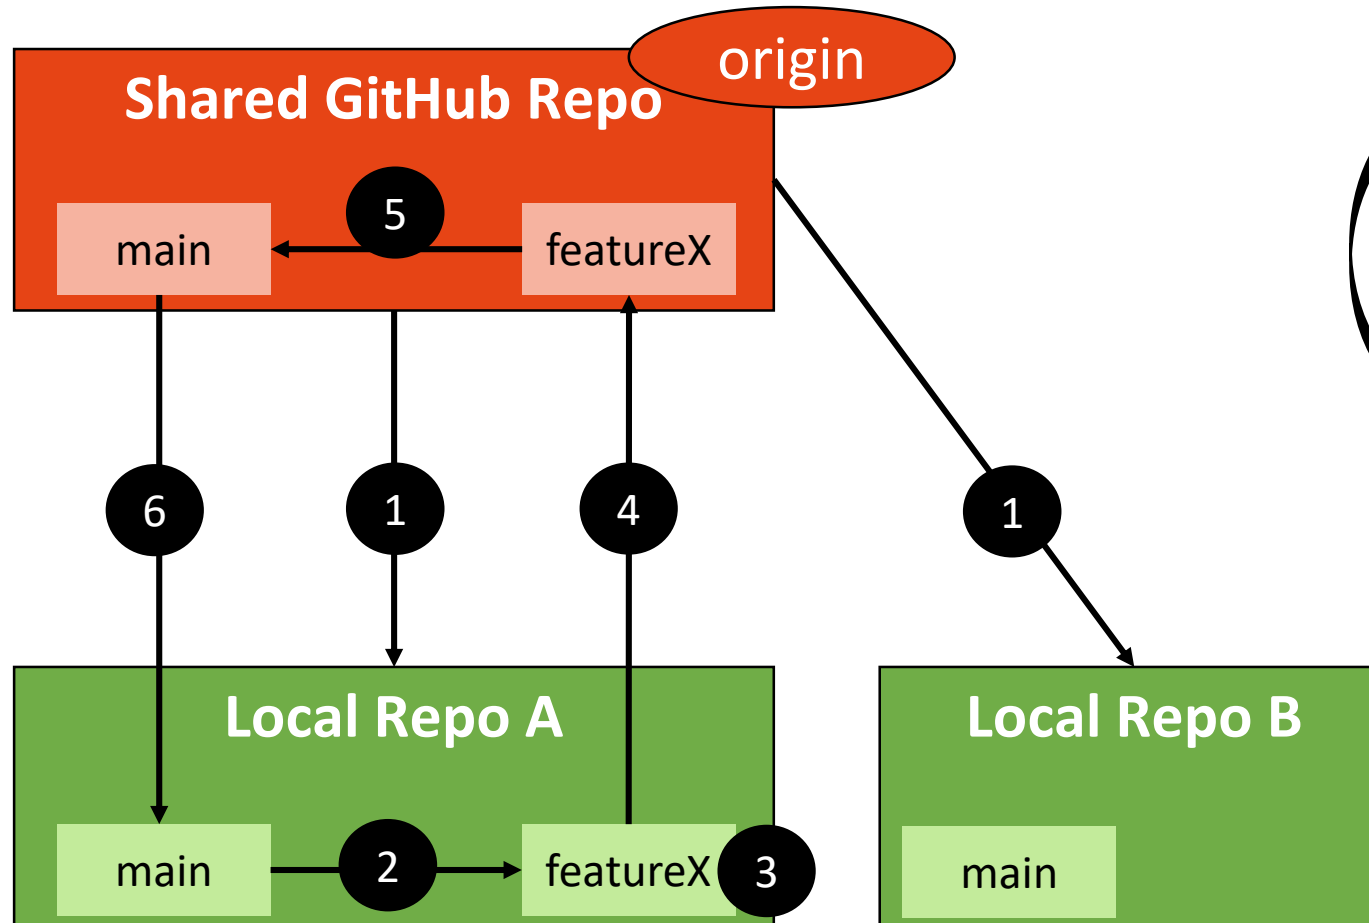 origin
Shared GitHub Repo
5
main
featureX
6
1
4
1
Local Repo A
Local Repo B
main
2
featureX
3
main